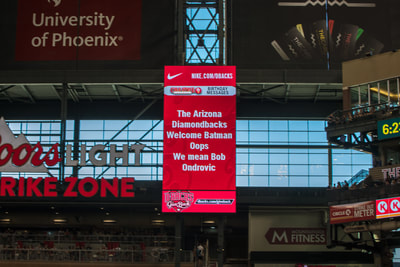 University
of Phoenix®
NIKE.COM/DBACKS
BIRTHDAY MESSAGES
The Arizona
Diamondbacks
Welcome Batman
Oops
We mean Bob
Ondrovic
Coors LIGHT
STRIKE ZONE
6:2
METER
FITNESS